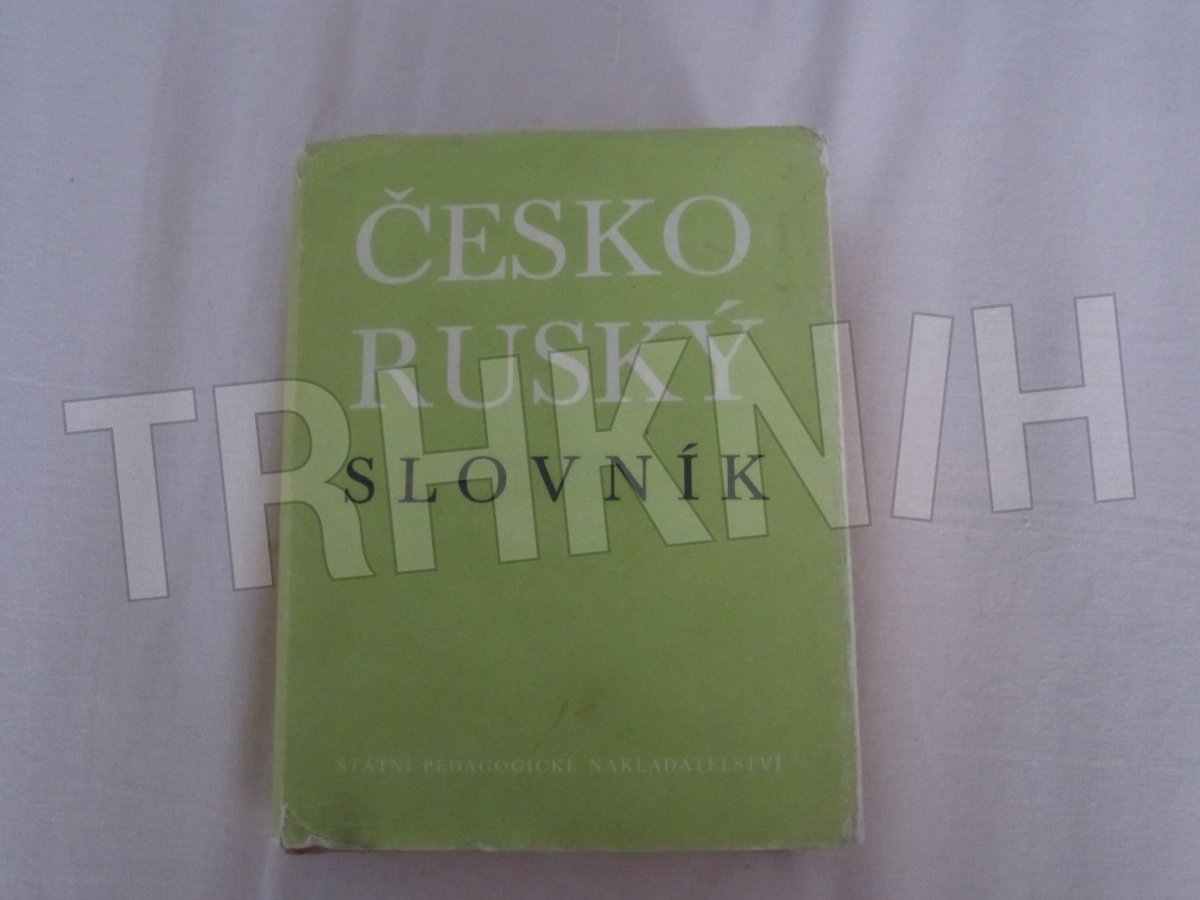 ČESKO
RUSKÝ
SLOVNÍK
STÁTNÍ PEDAGOGICKÉ NAKLADATELSTVÍ
TRHKNIH